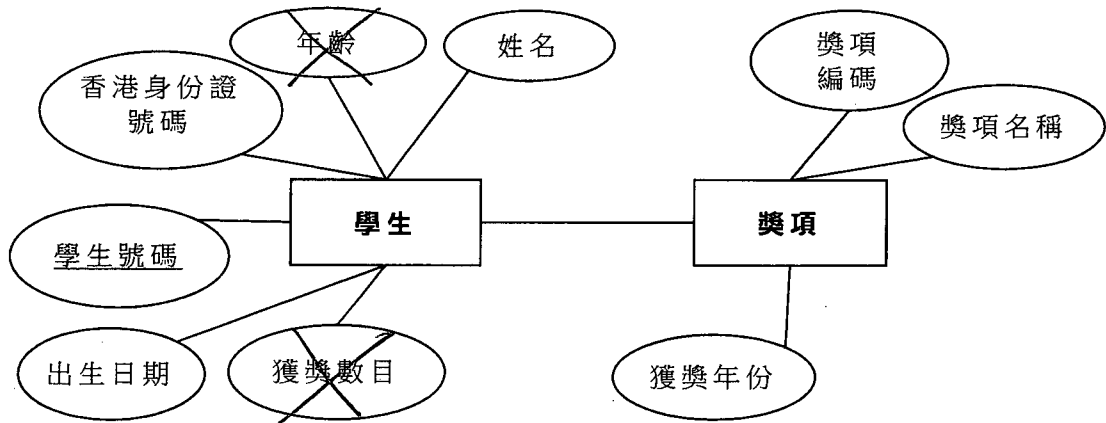 年齡
姓名
獎項
編碼
香港身份證
號碼
獎項名稱
學生
獎項
學生號碼
出生日期
獲獎數目
獲獎年份